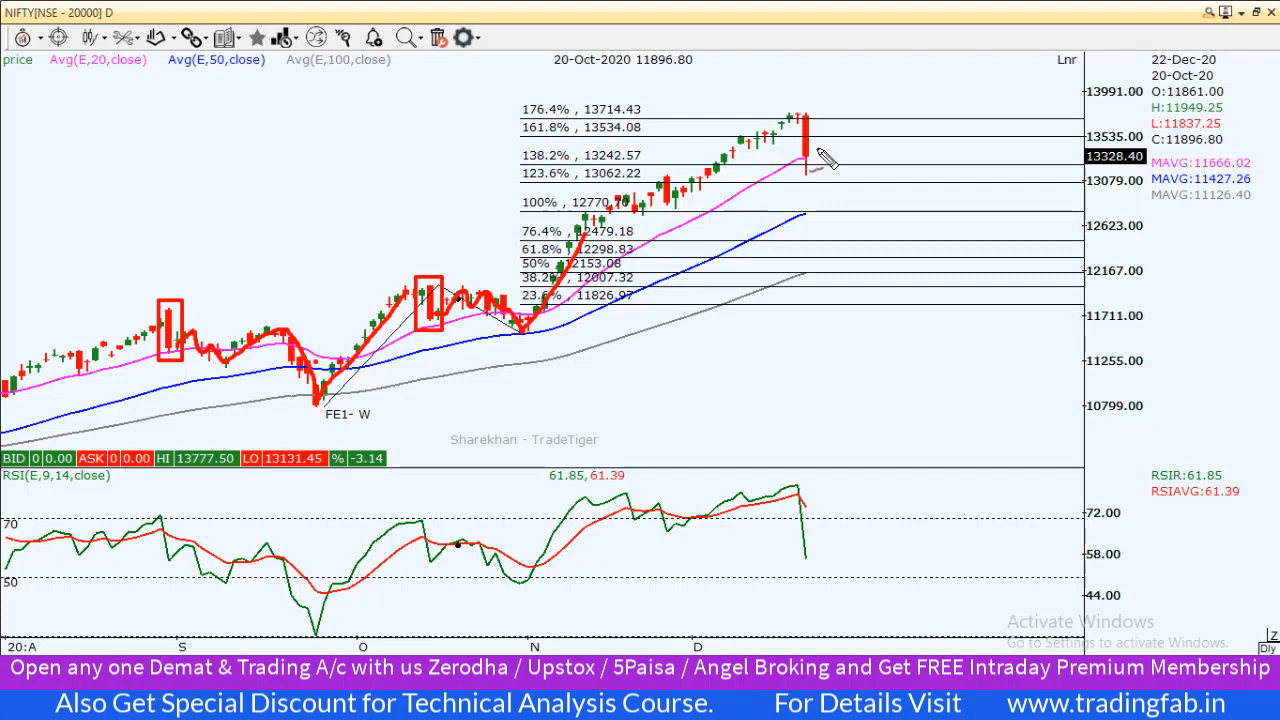 NIFTY[NSE - 20000] D
price Avg(E,20,close) Avg(E,50,close) Avg(E,100,close) 20-Oct-2020 11896.80 Lnr
22-Dec-20
20-Oct-20
O:11861.00
H:11949.25
L:11837.25
C:11896.80
MAVG:11666.02
MAVG:11427.26
MAVG:11126.40
176.4% , 13714.43
161.8% , 13534.08
138.2% , 13242.57
123.6% , 13062.22
100% , 12770.70
76.4% , 12479.18
61.8% , 12298.83
50% , 12153.08
38.2% , 12007.32
23.6% , 11826.97
13991.00
13535.00
13328.40
13079.00
12623.00
12167.00
11711.00
11255.00
10799.00
FE1- W
Sharekhan - TradeTiger
BID 0 0.00 ASK 0 0.00 HI 13777.50 LO 13131.45 % -3.14
RSI(E,9,14,close) 61.85,61.39
RSIR:61.85
RSIAVG:61.39
70
50
72.00
58.00
44.00
Activate Windows
Go to Settings to activate Windows.
20:A S O N D
Z
Dly
Open any one Demat & Trading A/c with us Zerodha / Upstox / 5Paisa / Angel Broking and Get FREE Intraday Premium Membership
Also Get Special Discount for Technical Analysis Course. For Details Visit www.tradingfab.in